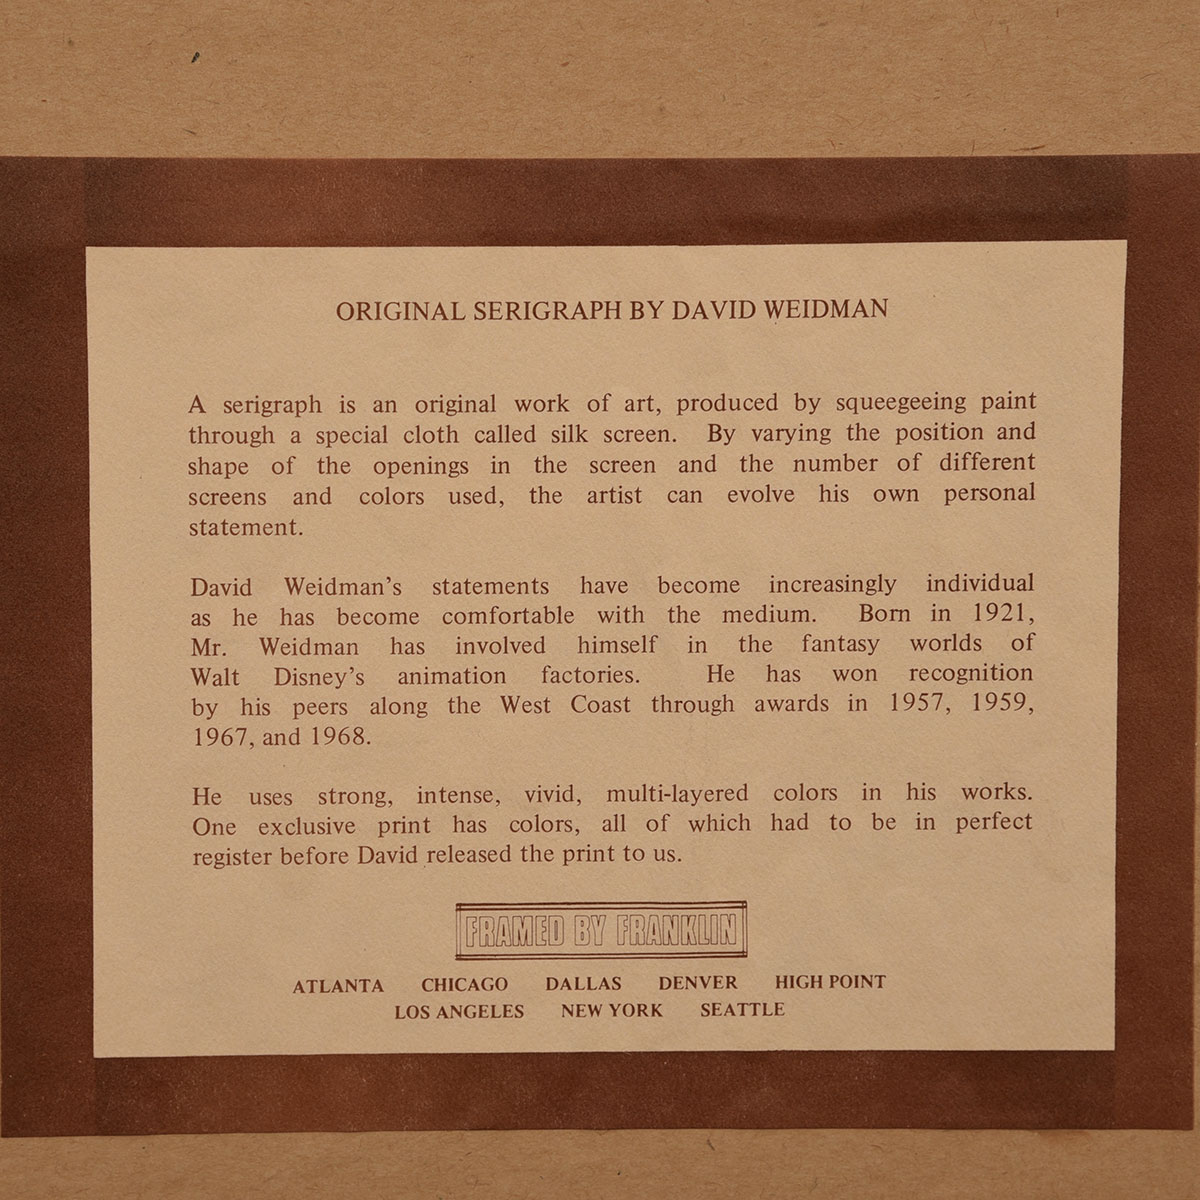 ORIGINAL SERIGRAPH BY DAVID WEIDMAN
A serigraph is an original work of art, produced by squeegeeing paint
through a special cloth called silk screen. By varying the position and
shape of the openings in the screen and the number of different
screens and colors used, the artist can evolve his own personal
statement.
David Weidman's statements have become increasingly individual
as he has become comfortable with the medium. Born in 1921,
Mr. Weidman has involved himself in the fantasy worlds of
Walt Disney's animation factories. He has won recognition
by his peers along the West Coast through awards in 1957, 1959,
1967, and 1968.
He uses strong, intense, vivid, multi-layered colors in his works.
One exclusive print has colors, all of which had to be in perfect
register before David released the print to us.
FRAMED BY FRANKLIN
ATLANTA CHICAGO DALLAS DENVER HIGH POINT
LOS ANGELES NEW YORK SEATTLE